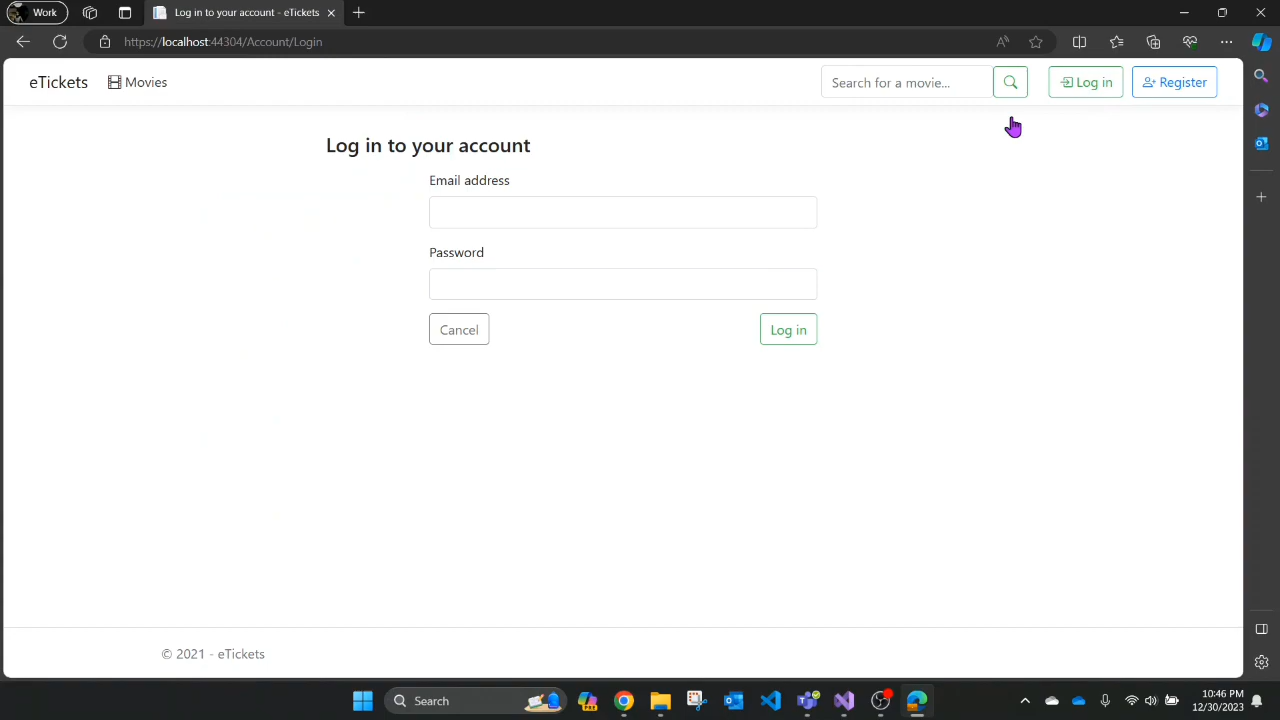 Work
Log in to your account - eTickets
https://localhost:44304/Account/Login
eTickets
Movies
Search for a movie...
Log in
Register
Log in to your account
Email address
Password
Cancel
Log in
© 2021 - eTickets
Search
10:46 PM
12/30/2023